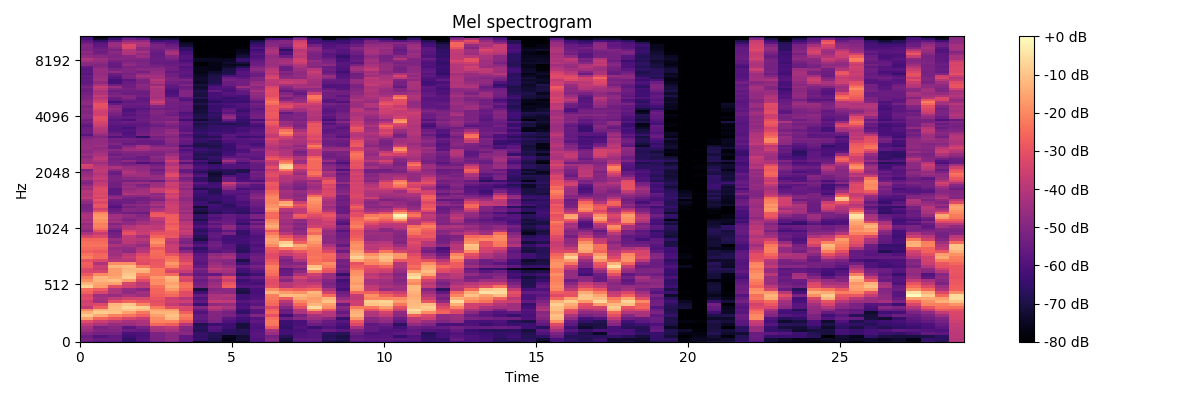 Mel spectrogram
Hz
8192
4096
2048
1024
512
0
0 5 10 15 20 25
Time
+0 dB
-10 dB
-20 dB
-30 dB
-40 dB
-50 dB
-60 dB
-70 dB
-80 dB